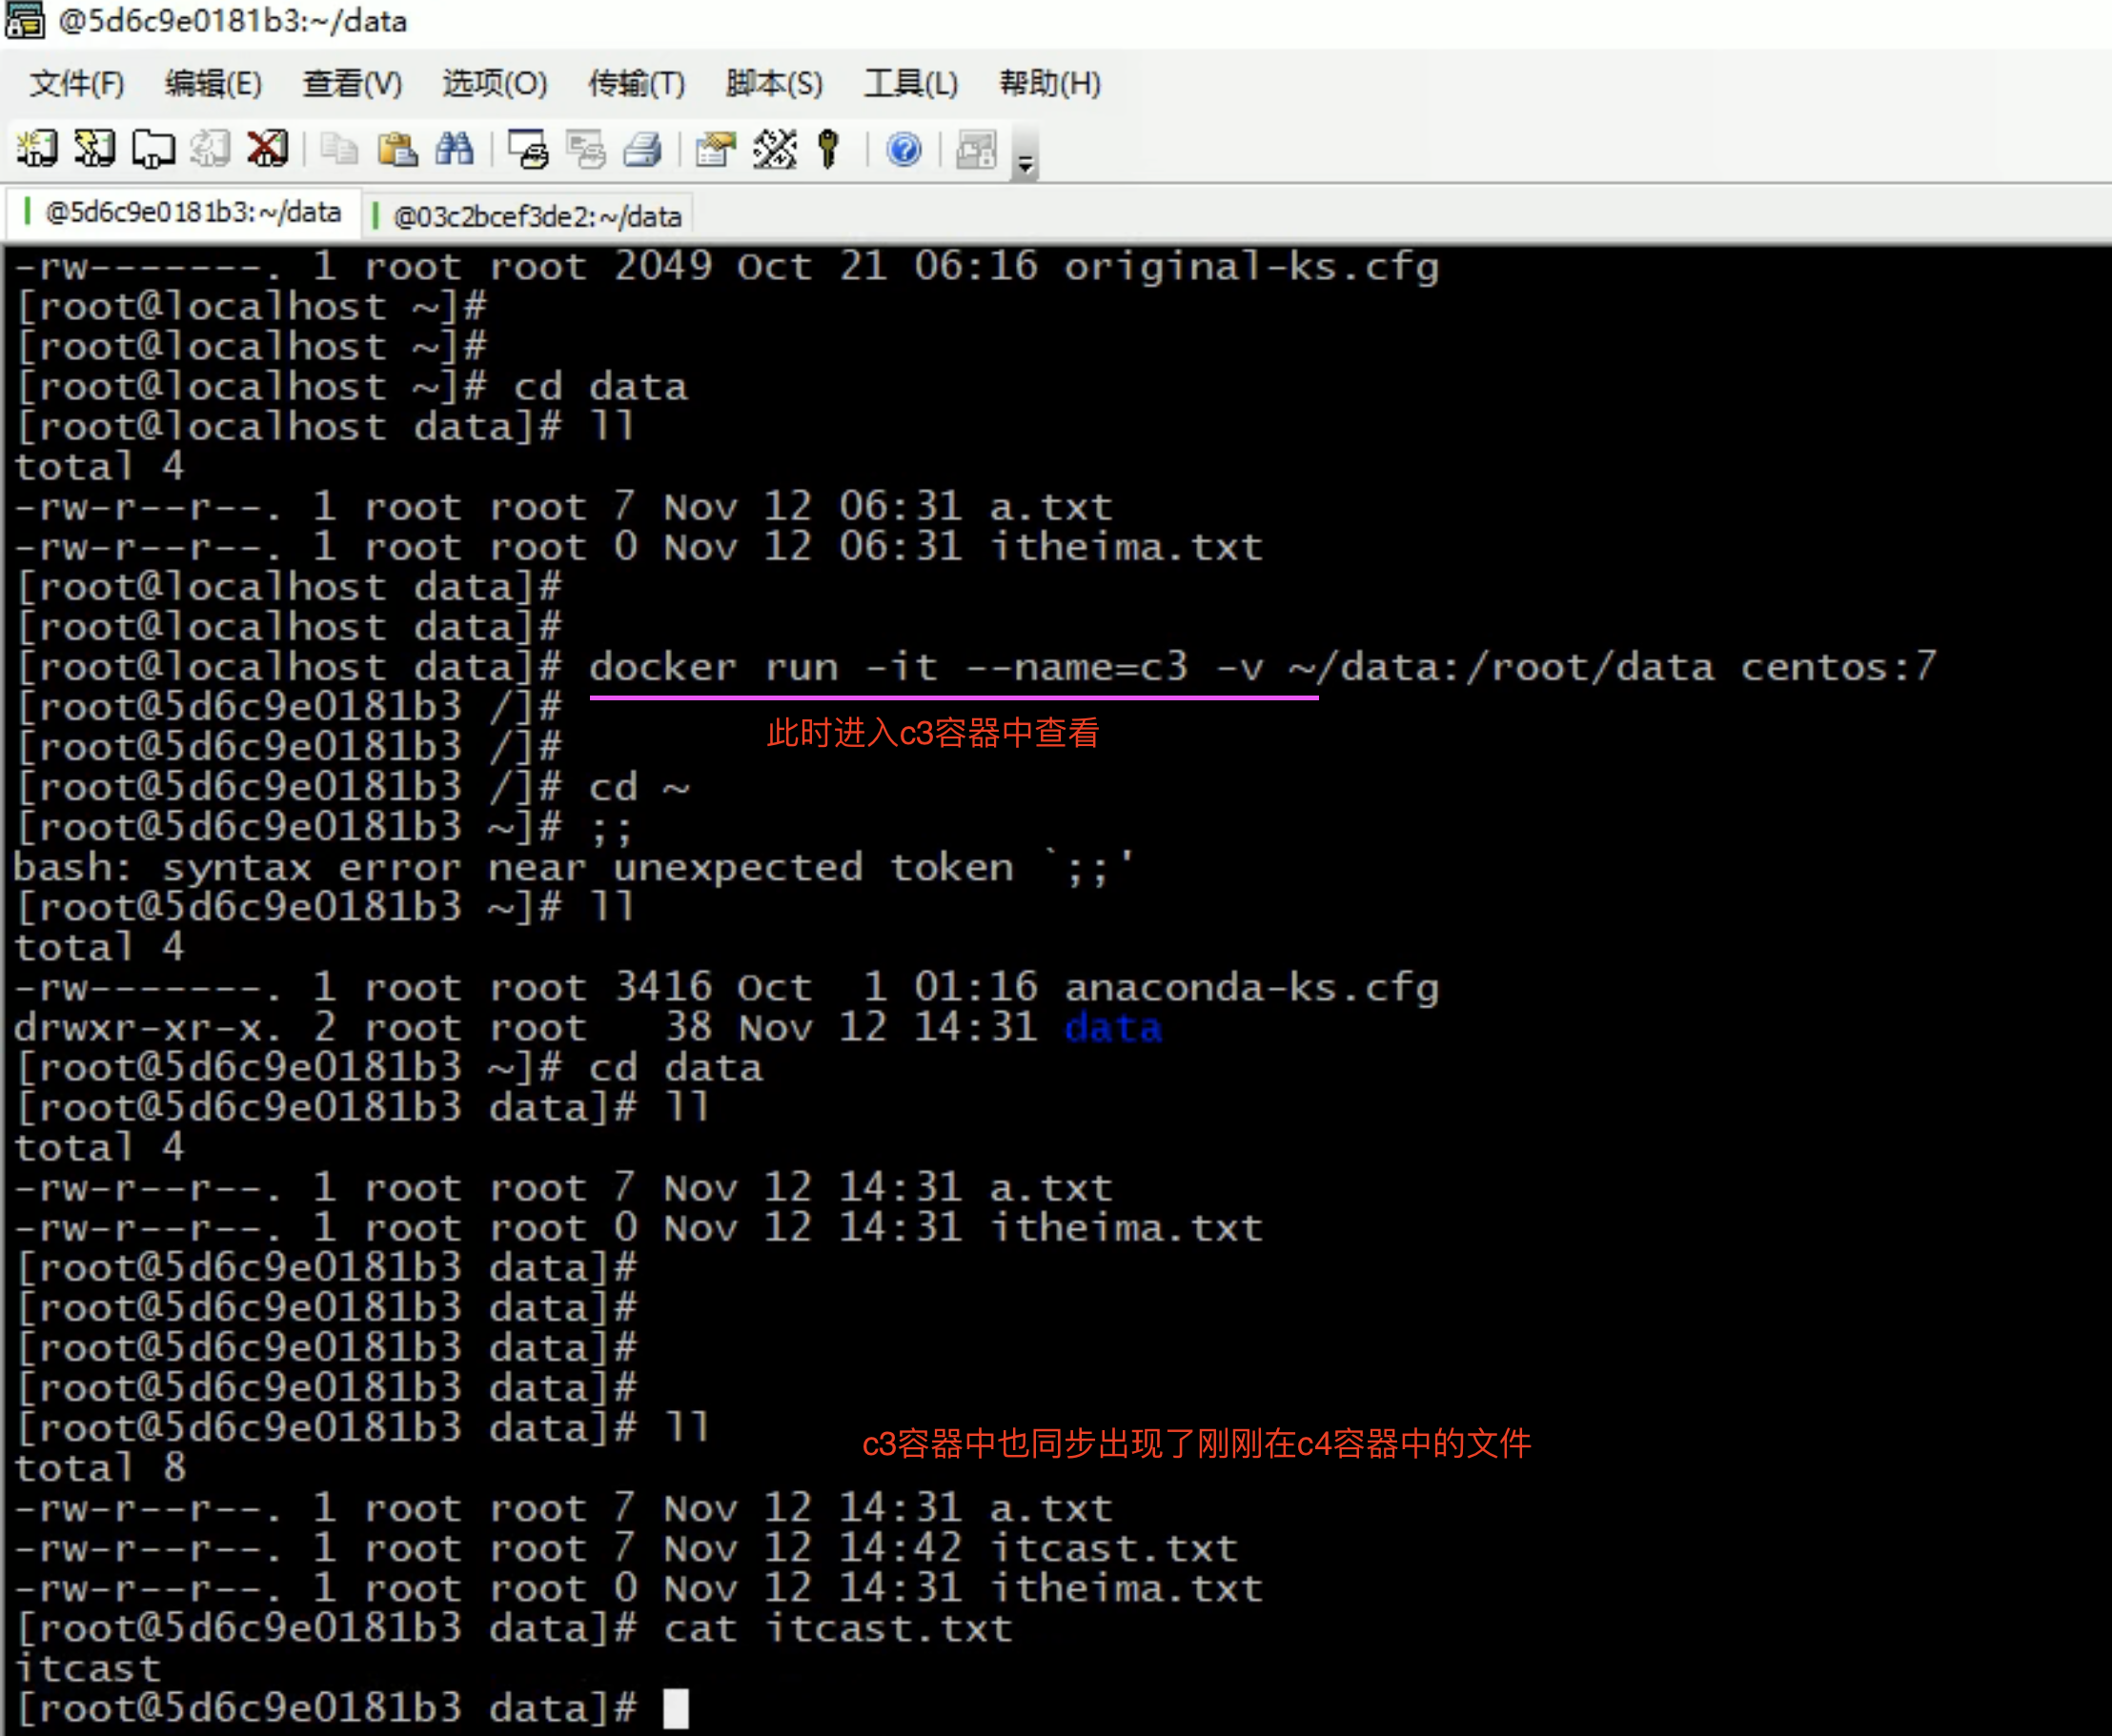 @5d6c9e0181b3:~/data
文件(F) 编辑(E) 查看(V) 选项(O) 传输(T) 脚本(S) 工具(L) 帮助(H)
@5d6c9e0181b3:~/data @03c2bcef3de2:~/data
-rw-------. 1 root root 2049 Oct 21 06:16 original-ks.cfg
[root@localhost ~]#
[root@localhost ~]#
[root@localhost ~]# cd data
[root@localhost data]# ll
total 4
-rw-r--r--. 1 root root 7 Nov 12 06:31 a.txt
-rw-r--r--. 1 root root 0 Nov 12 06:31 itheima.txt
[root@localhost data]#
[root@localhost data]#
[root@localhost data]# docker run -it --name=c3 -v ~/data:/root/data centos:7
[root@5d6c9e0181b3 /]#
此时进入c3容器中查看
[root@5d6c9e0181b3 /]#
[root@5d6c9e0181b3 /]# cd ~
[root@5d6c9e0181b3 ~]# ;;
bash: syntax error near unexpected token `;;'
[root@5d6c9e0181b3 ~]# ll
total 4
-rw-------. 1 root root 3416 Oct  1 01:16 anaconda-ks.cfg
drwxr-xr-x. 2 root root   38 Nov 12 14:31 data
[root@5d6c9e0181b3 ~]# cd data
[root@5d6c9e0181b3 data]# ll
total 4
-rw-r--r--. 1 root root 7 Nov 12 14:31 a.txt
-rw-r--r--. 1 root root 0 Nov 12 14:31 itheima.txt
[root@5d6c9e0181b3 data]#
[root@5d6c9e0181b3 data]#
[root@5d6c9e0181b3 data]#
[root@5d6c9e0181b3 data]#
[root@5d6c9e0181b3 data]# ll
c3容器中也同步出现了刚刚在c4容器中的文件
total 8
-rw-r--r--. 1 root root 7 Nov 12 14:31 a.txt
-rw-r--r--. 1 root root 7 Nov 12 14:42 itcast.txt
-rw-r--r--. 1 root root 0 Nov 12 14:31 itheima.txt
[root@5d6c9e0181b3 data]# cat itcast.txt
itcast
[root@5d6c9e0181b3 data]#